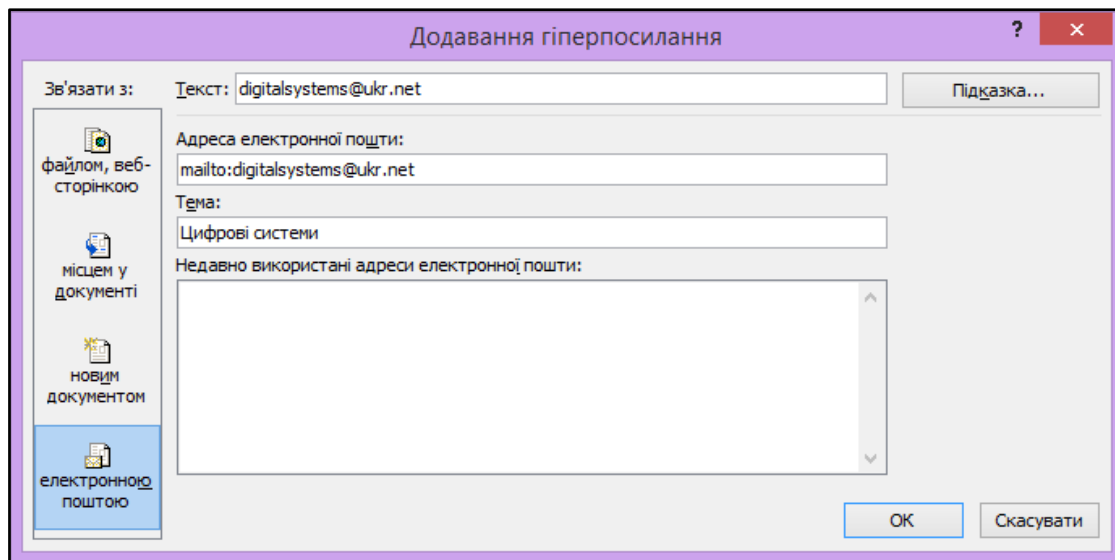 Додавання гіперпосилання
?
Зв'язати з:
Текст: digitalsystems@ukr.net
Підказка...
файлом, веб-
сторінкою
місцем у
документі
новим
документом
електронною
поштою
Адреса електронної пошти:
mailto:digitalsystems@ukr.net
Тема:
Цифрові системи
Недавно використані адреси електронної пошти:
ОК
Скасувати